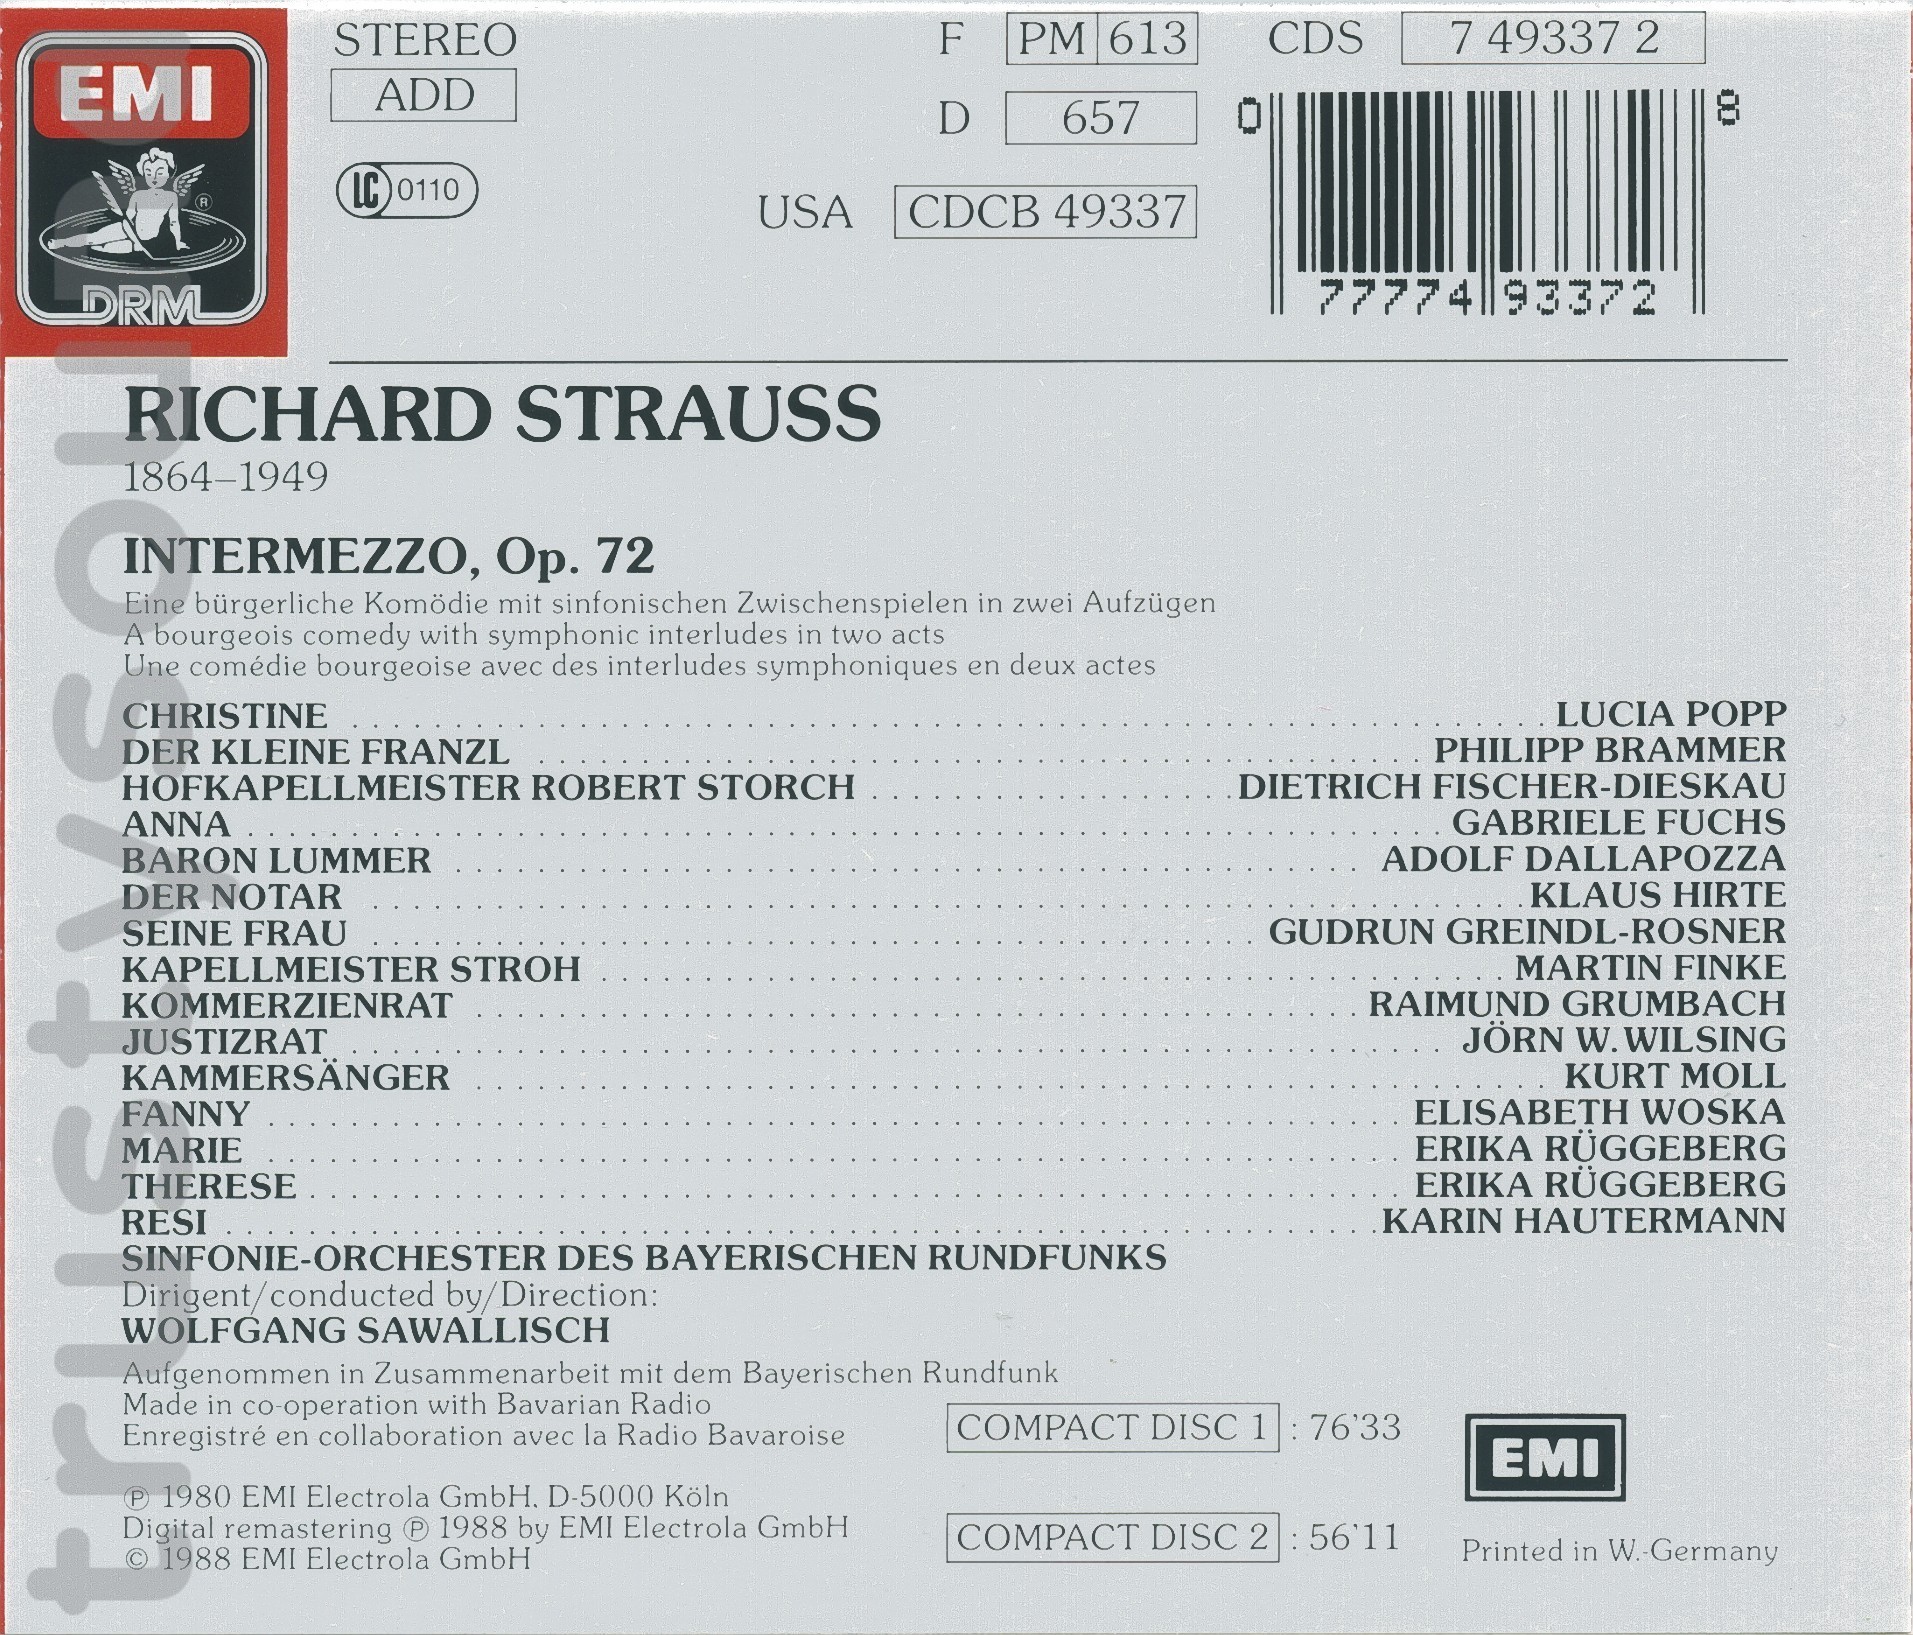 EMI
DRM
STEREO
ADD
LC 0110
F PM 613
D 657
USA CDCB 49337
CDS 7 49337 2
0 77774 93372 8
RICHARD STRAUSS
1864–1949
INTERMEZZO, Op. 72
Eine bürgerliche Komödie mit sinfonischen Zwischenspielen in zwei Aufzügen
A bourgeois comedy with symphonic interludes in two acts
Une comédie bourgeoise avec des interludes symphoniques en deux actes
CHRISTINE . . . . . . . . . . LUCIA POPP
DER KLEINE FRANZL . . . . . . . . . . PHILIPP BRAMMER
HOFKAPELLMEISTER ROBERT STORCH . . . . . . . . . . DIETRICH FISCHER-DIESKAU
ANNA . . . . . . . . . . GABRIELE FUCHS
BARON LUMMER . . . . . . . . . . ADOLF DALLAPOZZA
DER NOTAR . . . . . . . . . . KLAUS HIRTE
SEINE FRAU . . . . . . . . . . GUDRUN GREINDL-ROSNER
KAPELLMEISTER STROH . . . . . . . . . . MARTIN FINKE
KOMMERZIENRAT . . . . . . . . . . RAIMUND GRUMBACH
JUSTIZRAT . . . . . . . . . . JÖRN W. WILSING
KAMMERSÄNGER . . . . . . . . . . KURT MOLL
FANNY . . . . . . . . . . ELISABETH WOSKA
MARIE . . . . . . . . . . ERIKA RÜGGEBERG
THERESE . . . . . . . . . . ERIKA RÜGGEBERG
RESI . . . . . . . . . . KARIN HAUTERMANN
SINFONIE-ORCHESTER DES BAYERISCHEN RUNDFUNKS
Dirigent/conducted by/Direction:
WOLFGANG SAWALLISCH
Aufgenommen in Zusammenarbeit mit dem Bayerischen Rundfunk
Made in co-operation with Bavarian Radio
Enregistré en collaboration avec la Radio Bavaroise
℗ 1980 EMI Electrola GmbH, D-5000 Köln
Digital remastering ℗ 1988 by EMI Electrola GmbH
© 1988 EMI Electrola GmbH
COMPACT DISC 1 : 76'33
COMPACT DISC 2 : 56'11
EMI
Printed in W.-Germany